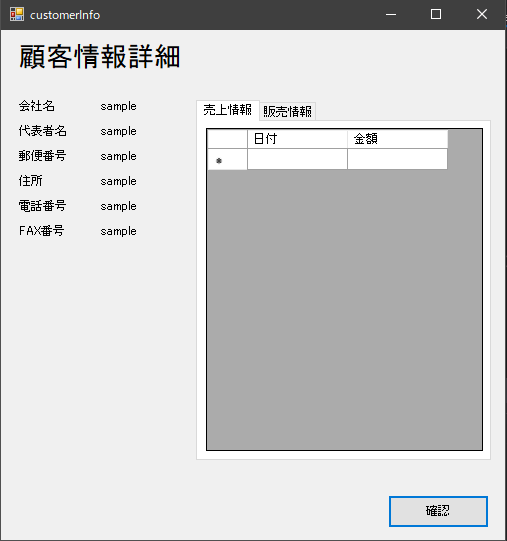 customerInfo
顧客情報詳細
会社名 sample
代表者名 sample
郵便番号 sample
住所 sample
電話番号 sample
FAX番号 sample
売上情報 販売情報
日付 金額
確認